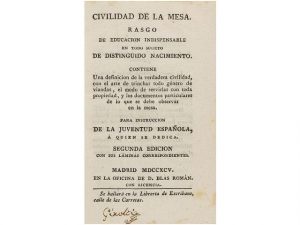 CIVILIDAD DE LA MESA.
RASGO
DE EDUCACION INDISPENSABLE
EN TODO SUJETO
DE DISTINGUIDO NACIMIENTO.
CONTIENE
Una definicion de la verdadera civilidad,
con el arte de trinchar todo género de
viandas, el modo de servirlas con toda
propiedad, y los documentos particulares
de lo que se debe observar
en la mesa.
PARA INSTRUCCION
DE LA JUVENTUD ESPAÑOLA,
A QUIEN SE DEDICA.
SEGUNDA EDICION
CON SUS LÁMINAS CORRESPONDIENTES.
MADRID MDCCXCV.
EN LA OFICINA DE D. BLAS ROMÁN.
CON LICENCIA.
Se hallará en la Librería de Escribano,
calle de las Carretas.